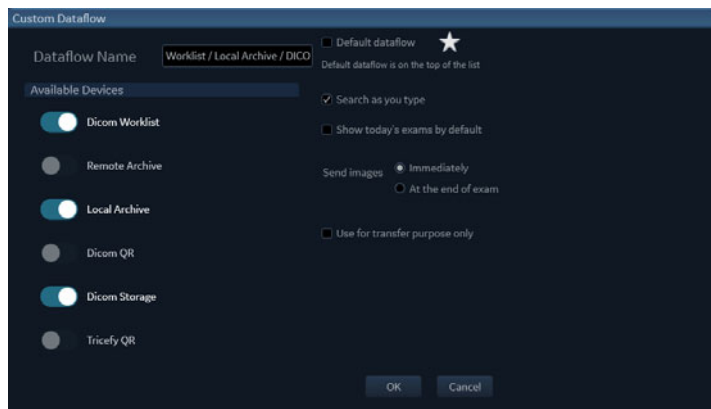 Custom Dataflow
Dataflow Name
Worklist / Local Archive / DICO
Default dataflow
Default dataflow is on the top of the list
Available Devices
Dicom Worklist
Remote Archive
Local Archive
Dicom QR
Dicom Storage
Tricefy QR
Search as you type
Show today's exams by default
Send images
Immediately
At the end of exam
Use for transfer purpose only
OK
Cancel